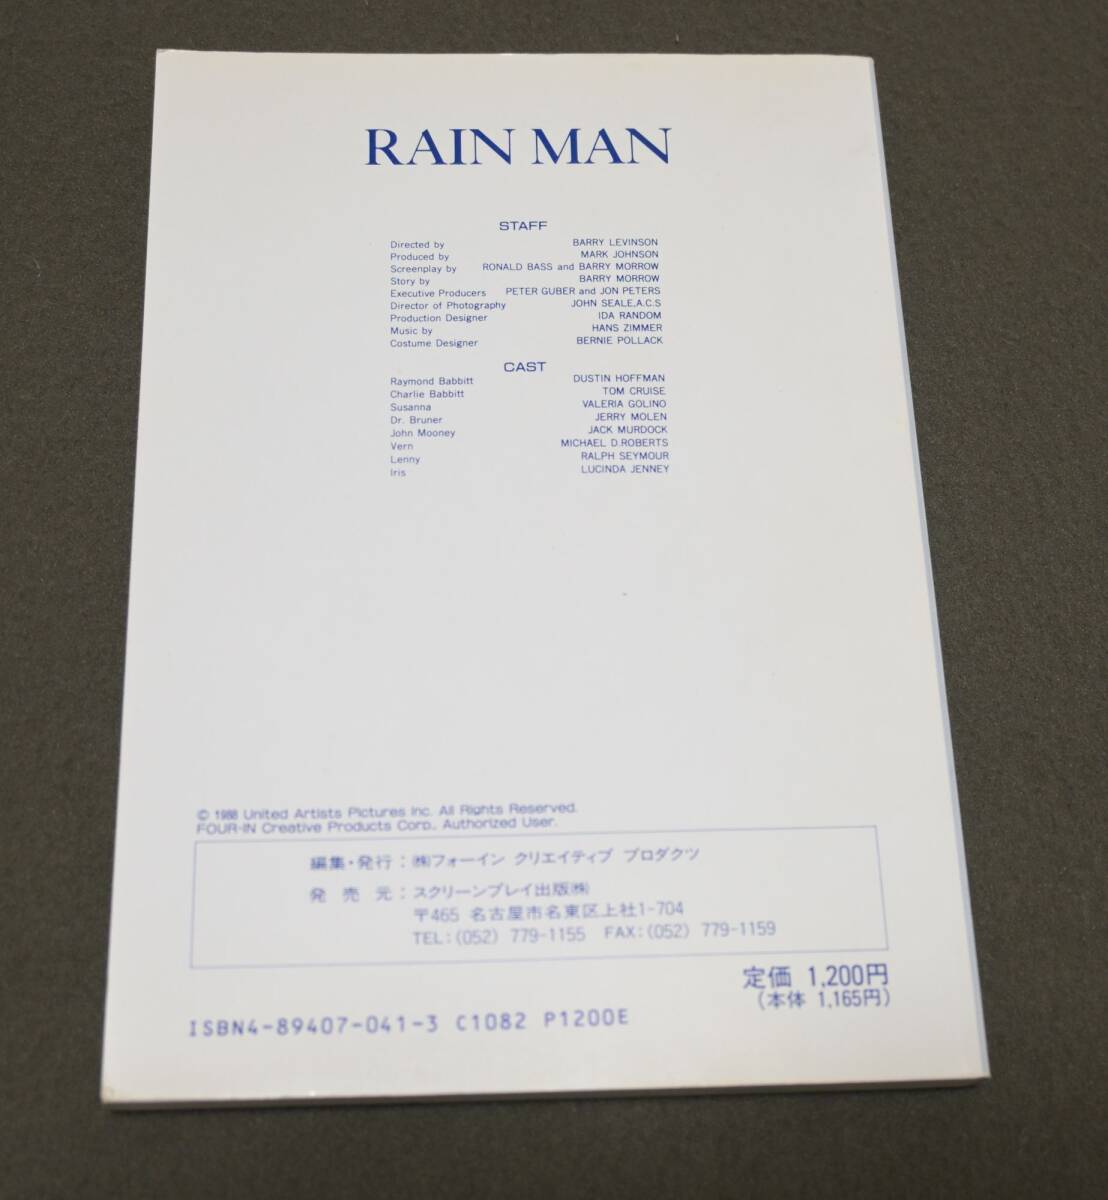 RAIN MAN
STAFF
Directed by BARRY LEVINSON
Produced by MARK JOHNSON
Screenplay by RONALD BASS and BARRY MORROW
Story by BARRY MORROW
Executive Producers PETER GUBER and JON PETERS
Director of Photography JOHN SEALE,A.C.S
Production Designer IDA RANDOM
Music by HANS ZIMMER
Costume Designer BERNIE POLLACK
CAST
Raymond Babbitt DUSTIN HOFFMAN
Charlie Babbitt TOM CRUISE
Susanna VALERIA GOLINO
Dr. Bruner JERRY MOLEN
John Mooney JACK MURDOCK
Vern MICHAEL D.ROBERTS
Lenny RALPH SEYMOUR
Iris LUCINDA JENNEY
© 1988 United Artists Pictures Inc. All Rights Reserved.
FOUR-IN Creative Products Corp., Authorized User.
編集・発行：㈱フォーイン クリエイティブ プロダクツ
発 売 元：スクリーンプレイ出版㈱
〒465 名古屋市名東区上社1-704
TEL:(052) 779-1155 FAX:(052) 779-1159
定価 1,200円
(本体 1,165円)
ISBN4-89407-041-3 C1082 P1200E